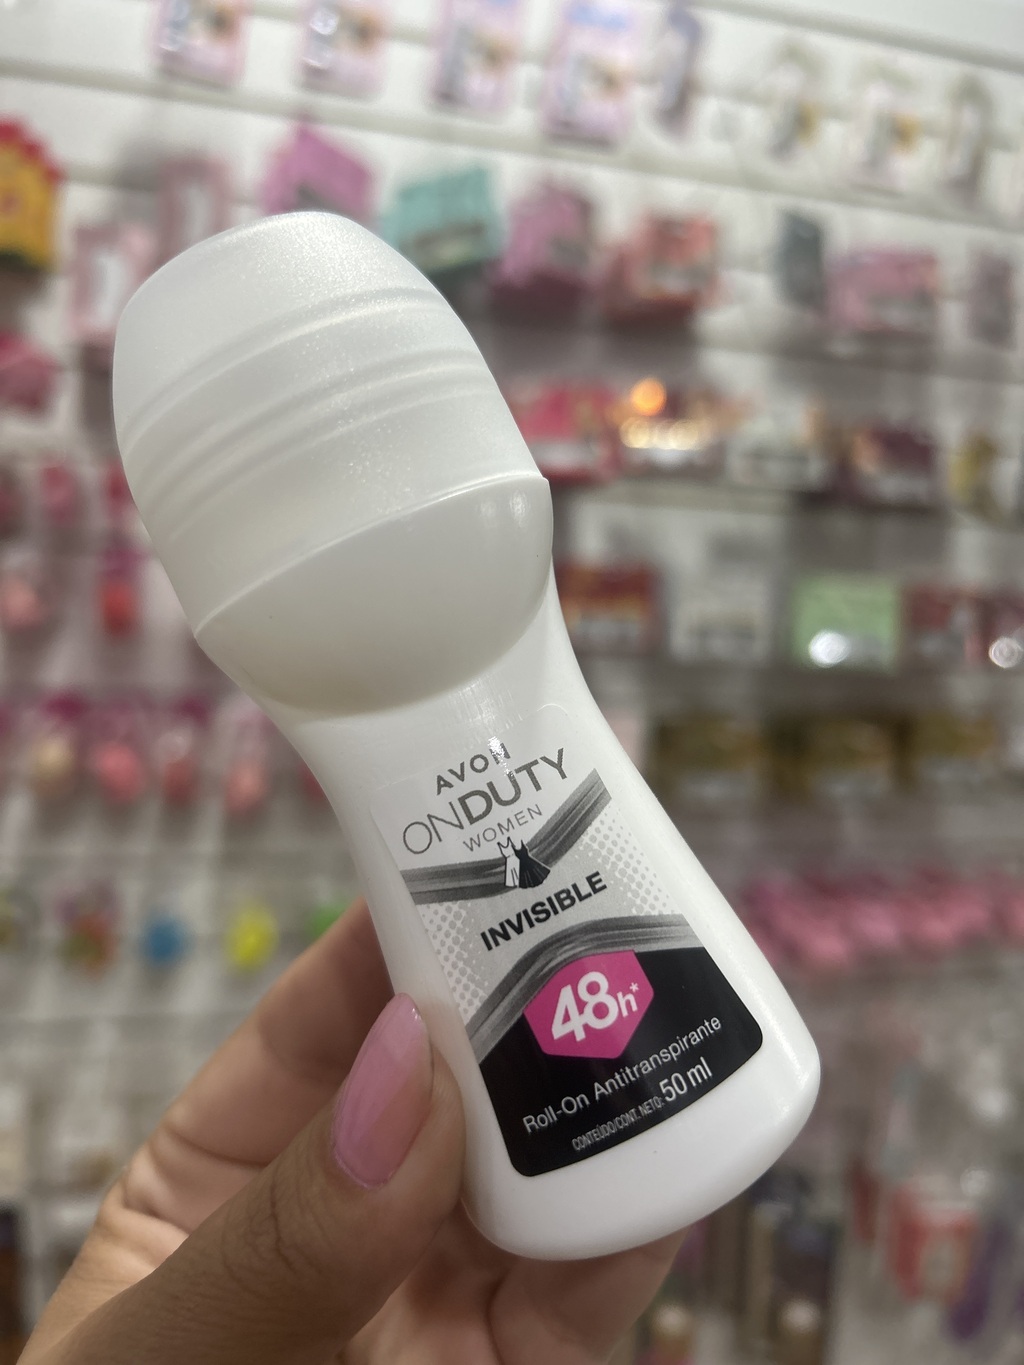 AVON
ONDUTY
WOMEN
INVISIBLE
48h*
Roll-On Antitranspirante
CONTEÚDO/CONT. NETO: 50 ml